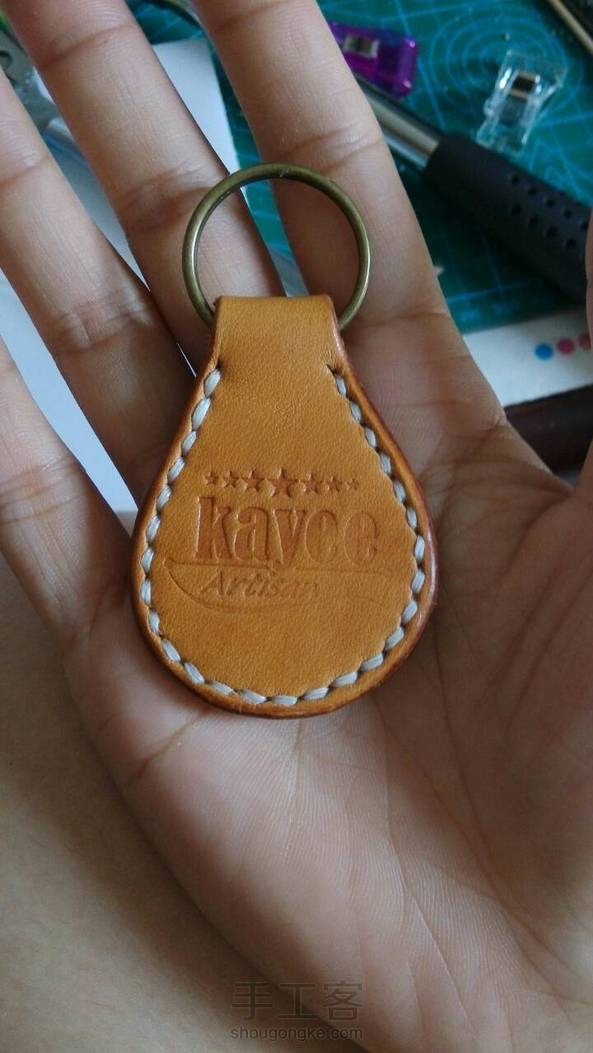 kayee
Artisan
手工客
shougongke.com